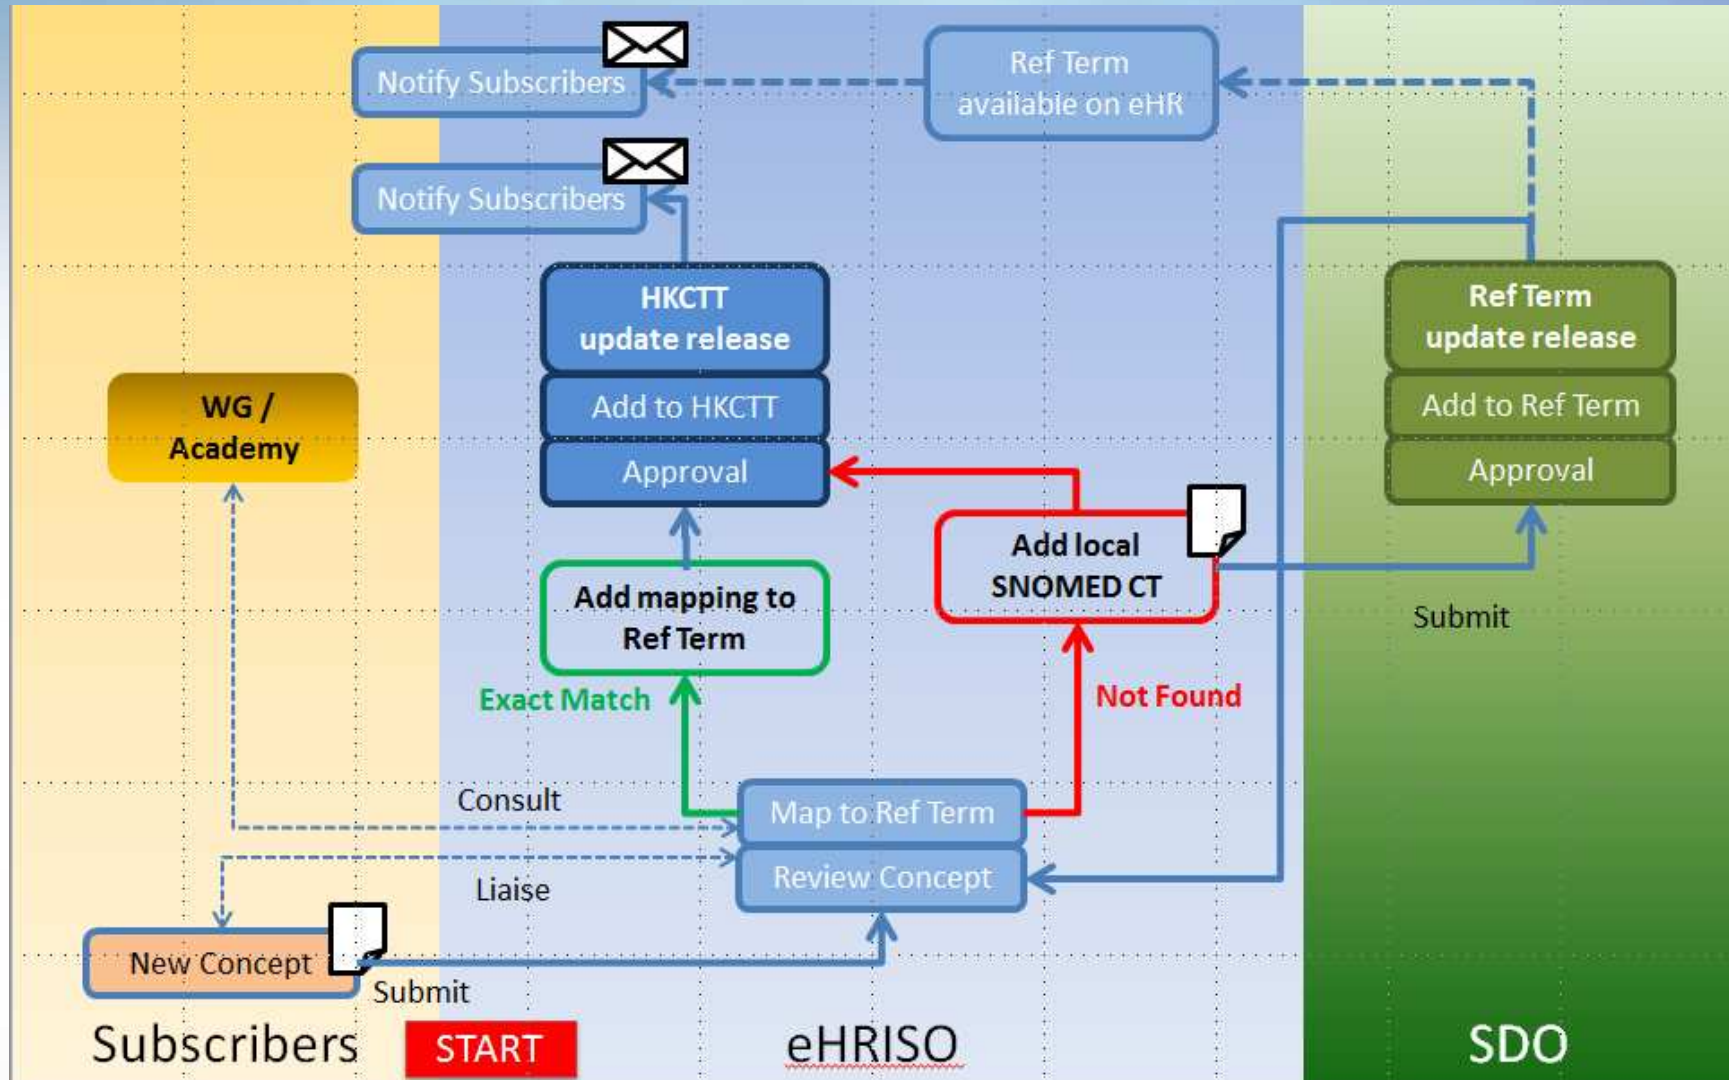 Notify Subscribers
Ref Term
available on eHR
Notify Subscribers
HKCTT
update release
Add to HKCTT
Approval
Ref Term
update release
Add to Ref Term
Approval
WG /
Academy
Add local
SNOMED CT
Add mapping to
Ref Term
Submit
Exact Match
Not Found
Consult
Map to Ref Term
Review Concept
Liaise
New Concept
Submit
Subscribers
START
eHRISO
SDO